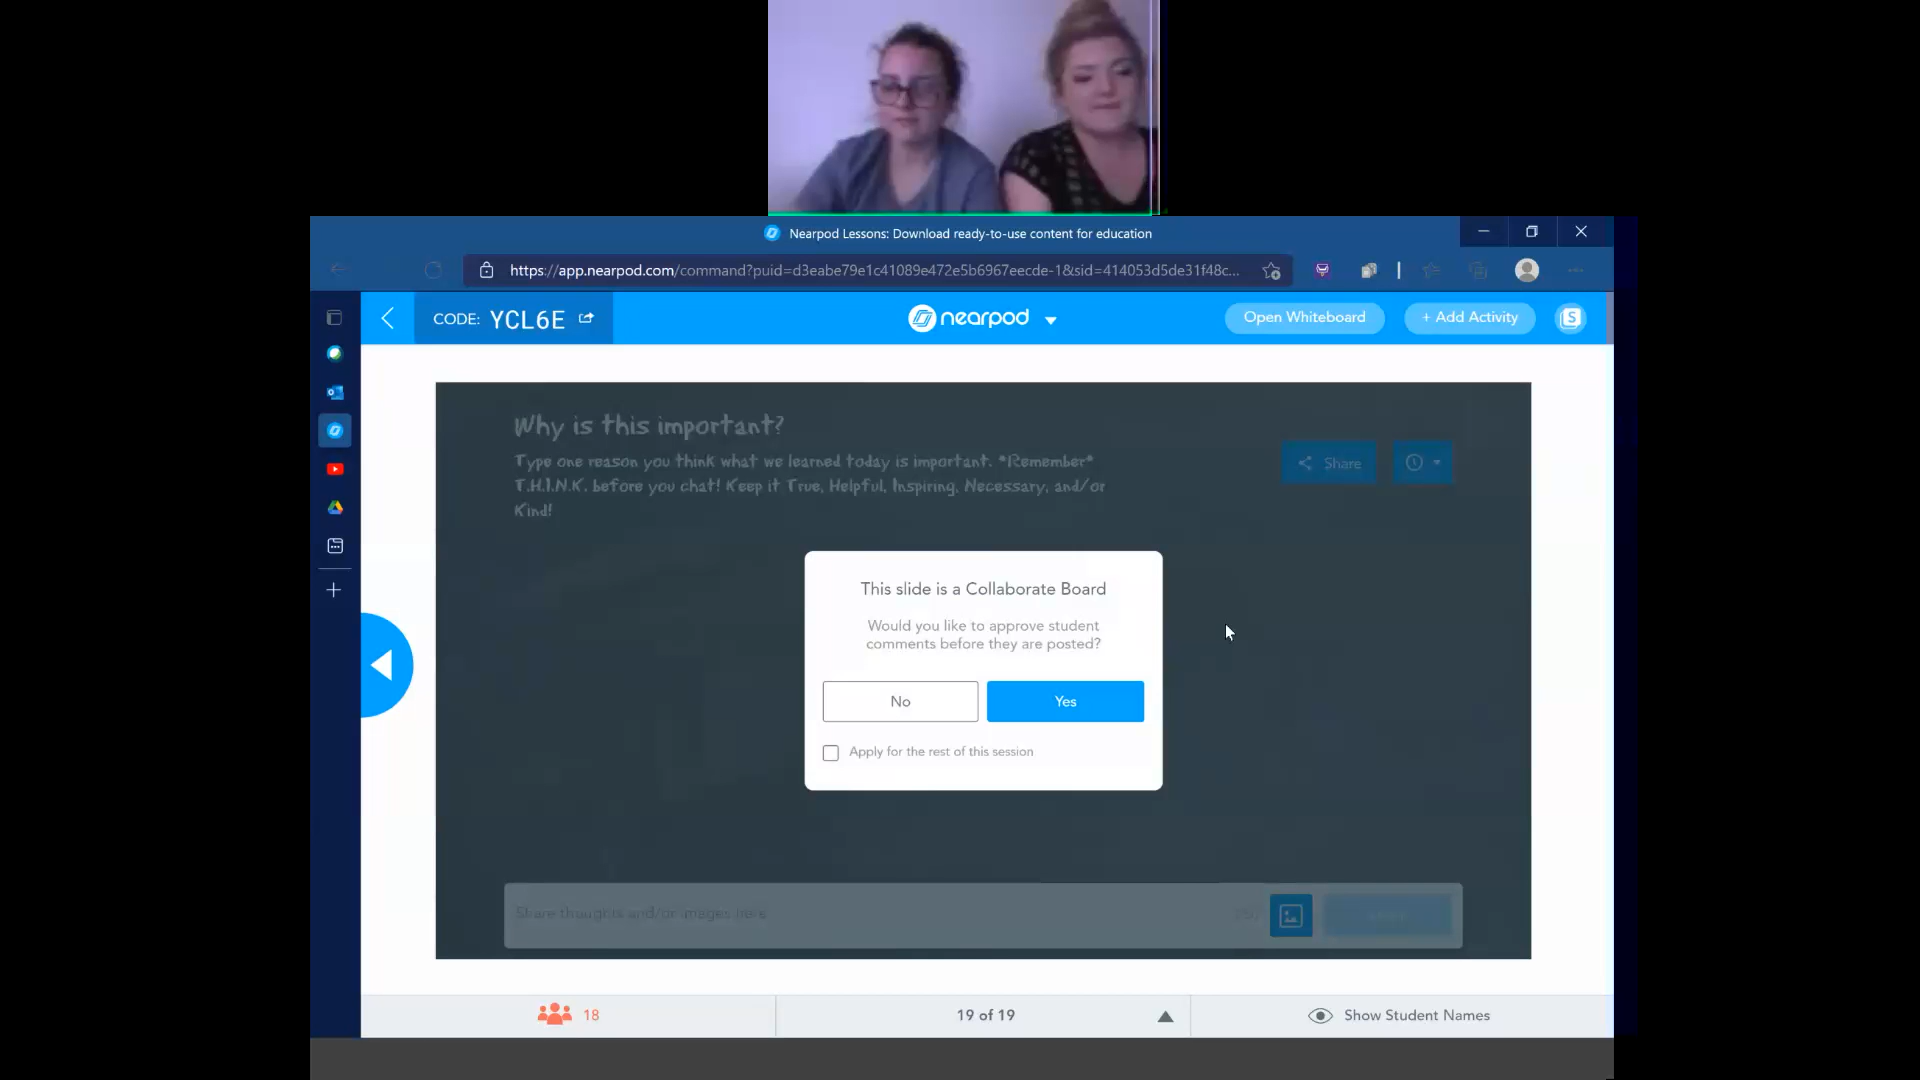 Nearpod Lessons: Download ready-to-use content for education
https://app.nearpod.com/command?puid=d3eabe79e1c41089e472e5b6967eecde-1&sid=414053d5de31f48c...
CODE: YCL6E
nearpod
Open Whiteboard
+ Add Activity
S
Why is this important?
Type one reason you think what we learned today is important. *Remember*
T.H.I.N.K. before you chat! Keep it True, Helpful, Inspiring, Necessary, and/or
Kind!
Share
This slide is a Collaborate Board
Would you like to approve student
comments before they are posted?
No
Yes
Apply for the rest of this session
Share thoughts and/or images here
18
19 of 19
Show Student Names